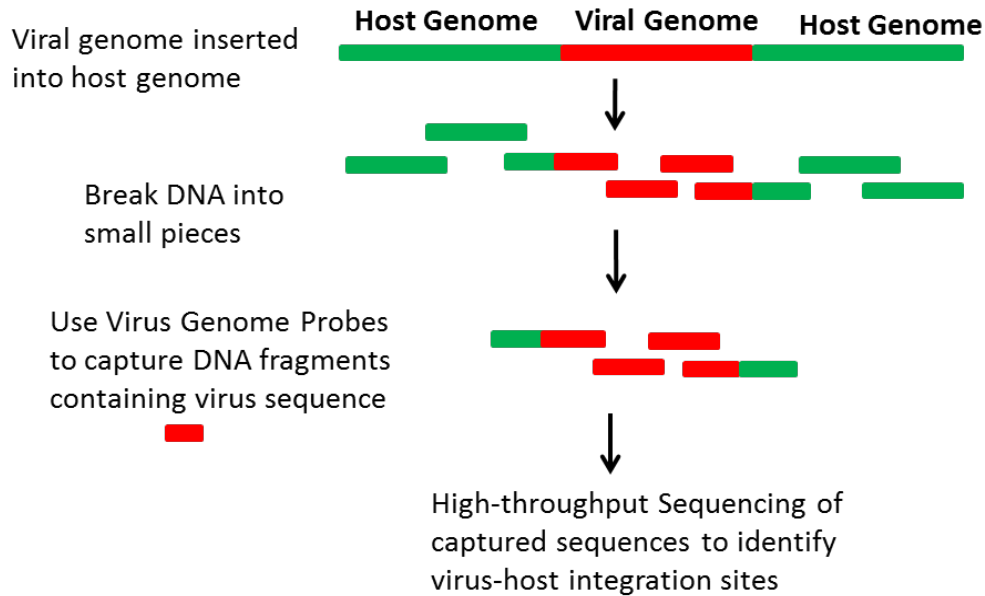 Host Genome
Viral Genome
Host Genome
Viral genome inserted
into host genome
Break DNA into
small pieces
Use Virus Genome Probes
to capture DNA fragments
containing virus sequence
High-throughput Sequencing of
captured sequences to identify
virus-host integration sites